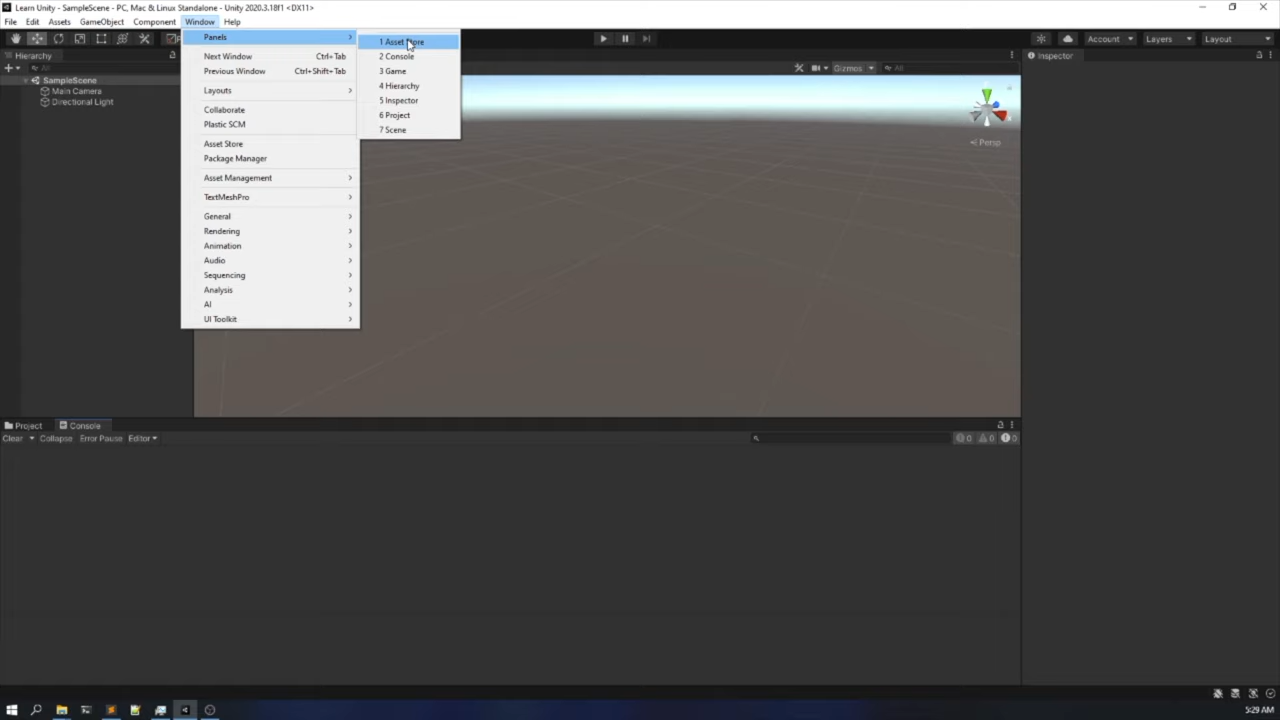 Learn Unity - SampleScene - PC, Mac & Linux Standalone - Unity 2020.3.18f1 <DX11>
File Edit Assets GameObject Component Window Help
Panels
Next Window Ctrl+Tab
Previous Window Ctrl+Shift+Tab
Layouts
Collaborate
Plastic SCM
Asset Store
Package Manager
Asset Management
TextMeshPro
General
Rendering
Animation
Audio
Sequencing
Analysis
AI
UI Toolkit
1 Asset Store
2 Console
3 Game
4 Hierarchy
5 Inspector
6 Project
7 Scene
Account Layers Layout
Hierarchy
All
SampleScene
Main Camera
Directional Light
Gizmos All
Persp
Inspector
Project Console
Clear Collapse Error Pause Editor
0 0 0
5:29 AM